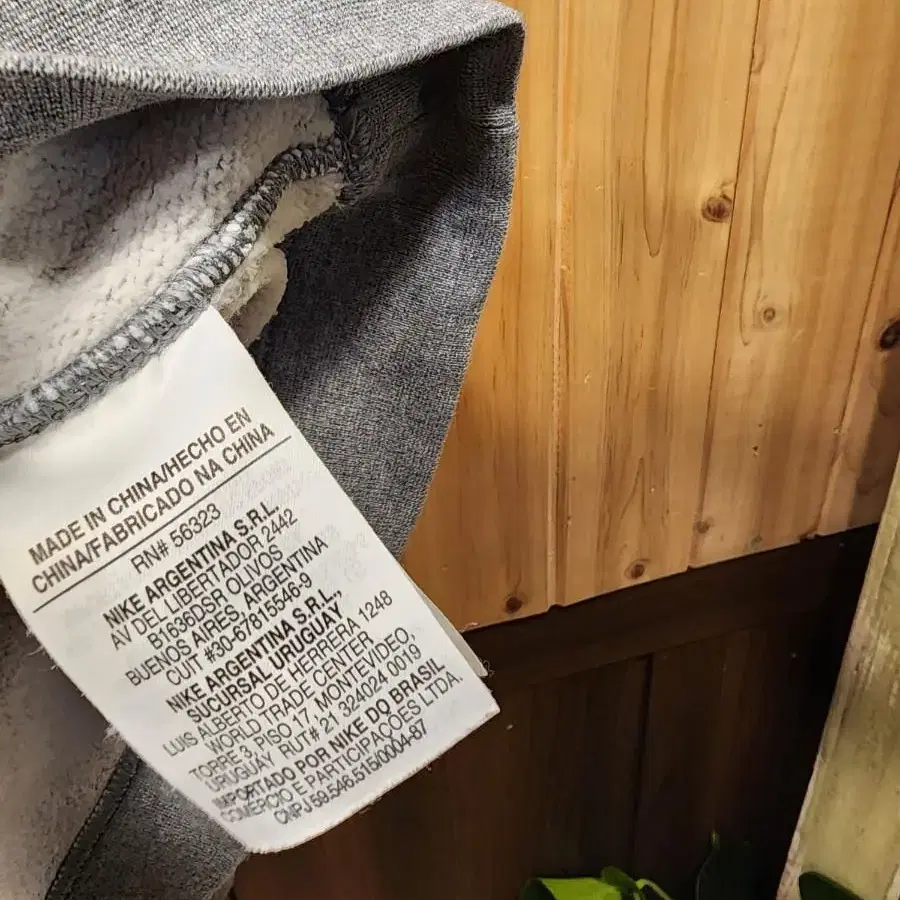 MADE IN CHINA/HECHO EN
CHINA/FABRICADO NA CHINA
RN# 56323
NIKE ARGENTINA S.R.L.
AV DEL LIBERTADOR 2442
B1636DSR OLIVOS
BUENOS AIRES, ARGENTINA
CUIT #30-67815546-9
NIKE ARGENTINA S.R.L.,
SUCURSAL URUGUAY
LUIS ALBERTO DE HERRERA 1248
WORLD TRADE CENTER
TORRE 3, PISO 17, MONTEVIDEO,
URUGUAY RUT# 21 324024 0019
IMPORTADO POR NIKE DO BRASIL
COMERCIO E PARTICIPAÇÕES LTDA.
CNPJ 59.546.515/0004-87